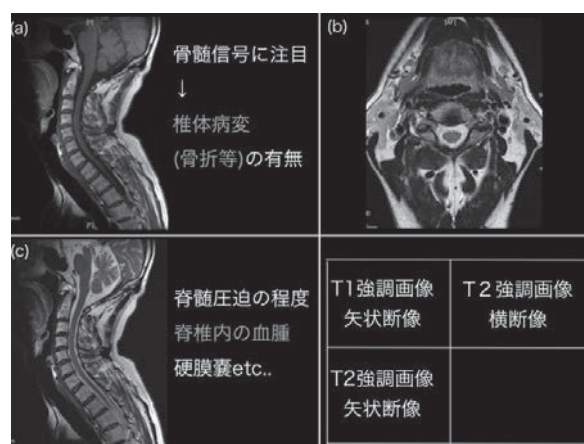 (a)
骨髄信号に注目
↓
椎体病変
(骨折等)の有無
(b)
(c)
脊髄圧迫の程度
脊椎内の血腫
硬膜嚢etc..
T1強調画像
矢状断像
T2強調画像
横断像
T2強調画像
矢状断像